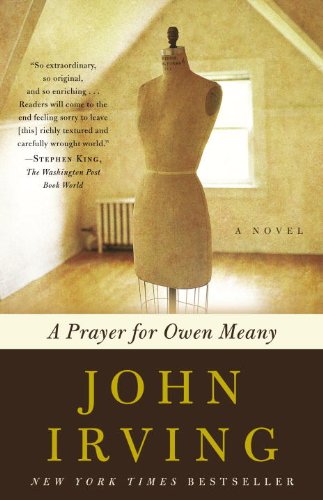 "So extraordinary,
so original,
and so enriching . . .
Readers will come to the
end feeling sorry to leave
[this] richly textured and
carefully wrought world."
—STEPHEN KING,
The Washington Post
Book World
A NOVEL
A Prayer for Owen Meany
JOHN
IRVING
NEW YORK TIMES BESTSELLER